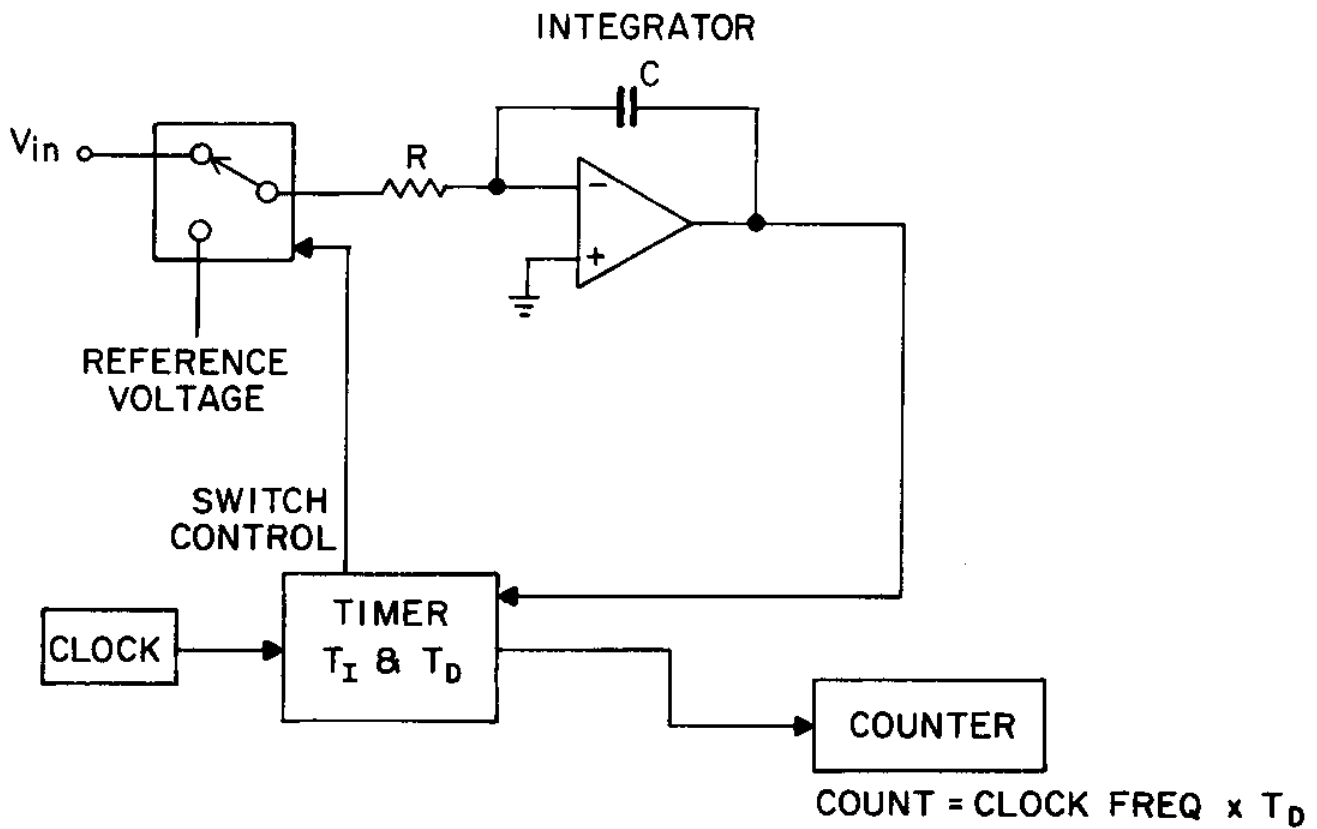 INTEGRATOR
C
Vin
R
−
+
REFERENCE
VOLTAGE
SWITCH
CONTROL
TIMER
TI & TD
CLOCK
COUNTER
COUNT = CLOCK FREQ x TD